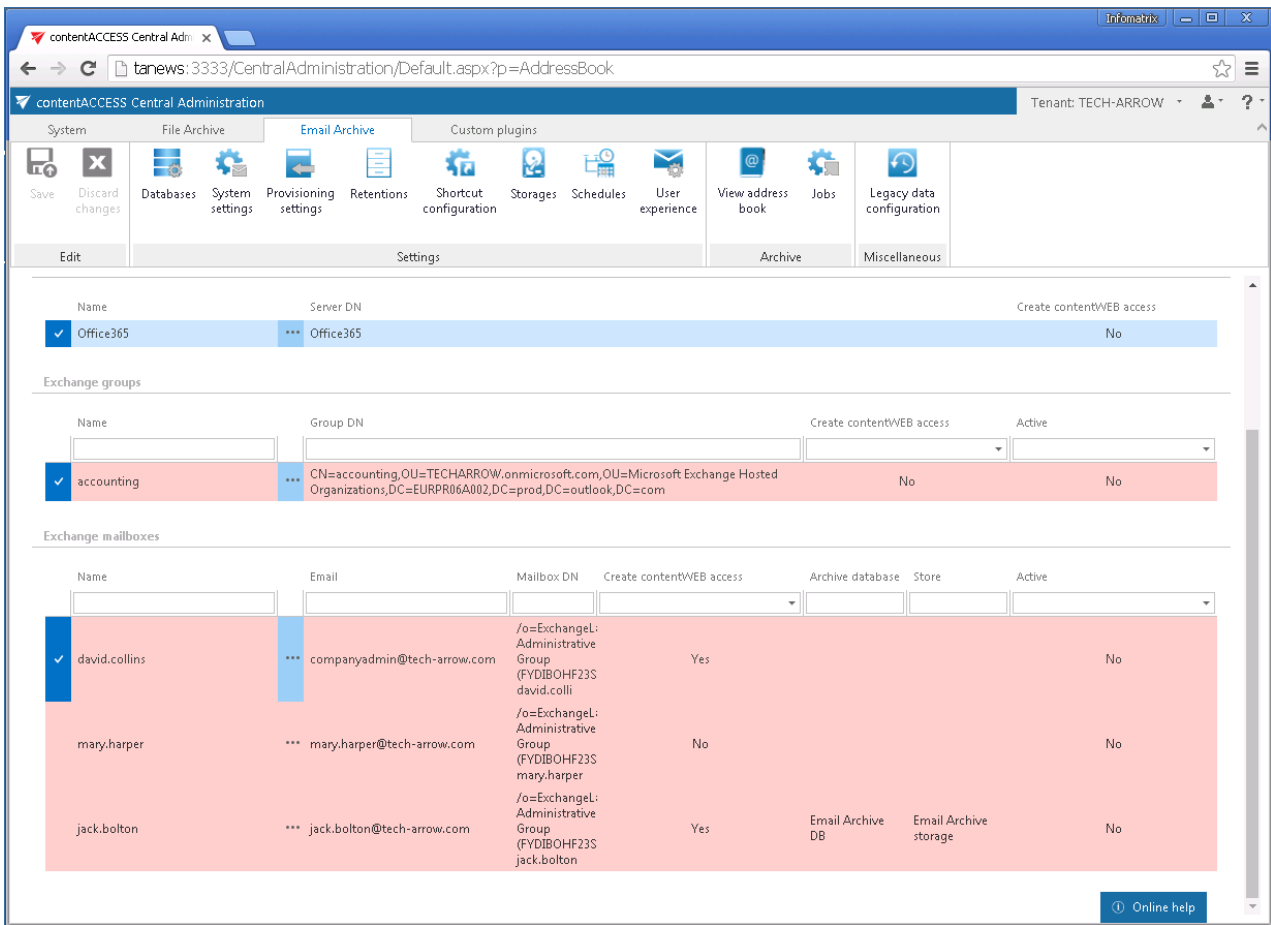 Infomatrix
contentACCESS Central Adm
tanews:3333/CentralAdministration/Default.aspx?p=AddressBook
contentACCESS Central Administration
Tenant: TECH-ARROW
?
System File Archive Email Archive Custom plugins
Save
Discard changes
Databases
System settings
Provisioning settings
Retentions
Shortcut configuration
Storages
Schedules
User experience
View address book
Jobs
Legacy data configuration
Edit Settings Archive Miscellaneous
Name Server DN Create contentWEB access
Office365 ••• Office365 No
Exchange groups
Name Group DN Create contentWEB access Active
accounting ••• CN=accounting,OU=TECHARROW.onmicrosoft.com,OU=Microsoft Exchange Hosted
Organizations,DC=EURPR06A002,DC=prod,DC=outlook,DC=com
No No
Exchange mailboxes
Name Email Mailbox DN Create contentWEB access Archive database Store Active
/o=ExchangeL
Administrative
david.collins ••• companyadmin@tech-arrow.com Group Yes No
(FYDIBOHF23S
david.colli
/o=ExchangeL
Administrative
mary.harper ••• mary.harper@tech-arrow.com Group No No
(FYDIBOHF23S
mary.harper
/o=ExchangeL
Administrative
jack.bolton ••• jack.bolton@tech-arrow.com Group Yes Email Archive DB Email Archive storage No
(FYDIBOHF23S
jack.bolton
Online help